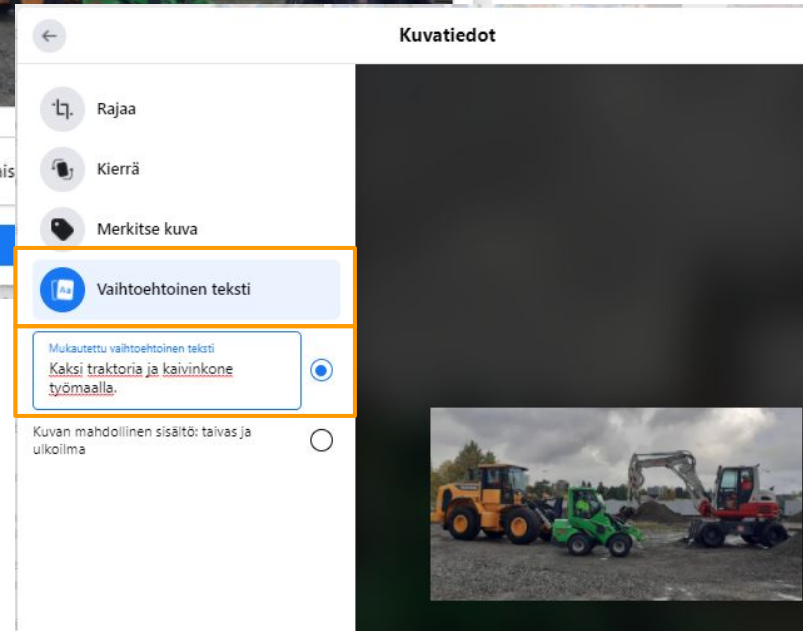 Kuvatiedot
Rajaa
Kierrä
Merkitse kuva
Aa
Vaihtoehtoinen teksti
Mukautettu vaihtoehtoinen teksti
Kaksi traktoria ja kaivinkone
työmaalla.
Kuvan mahdollinen sisältö: taivas ja
ulkoilma